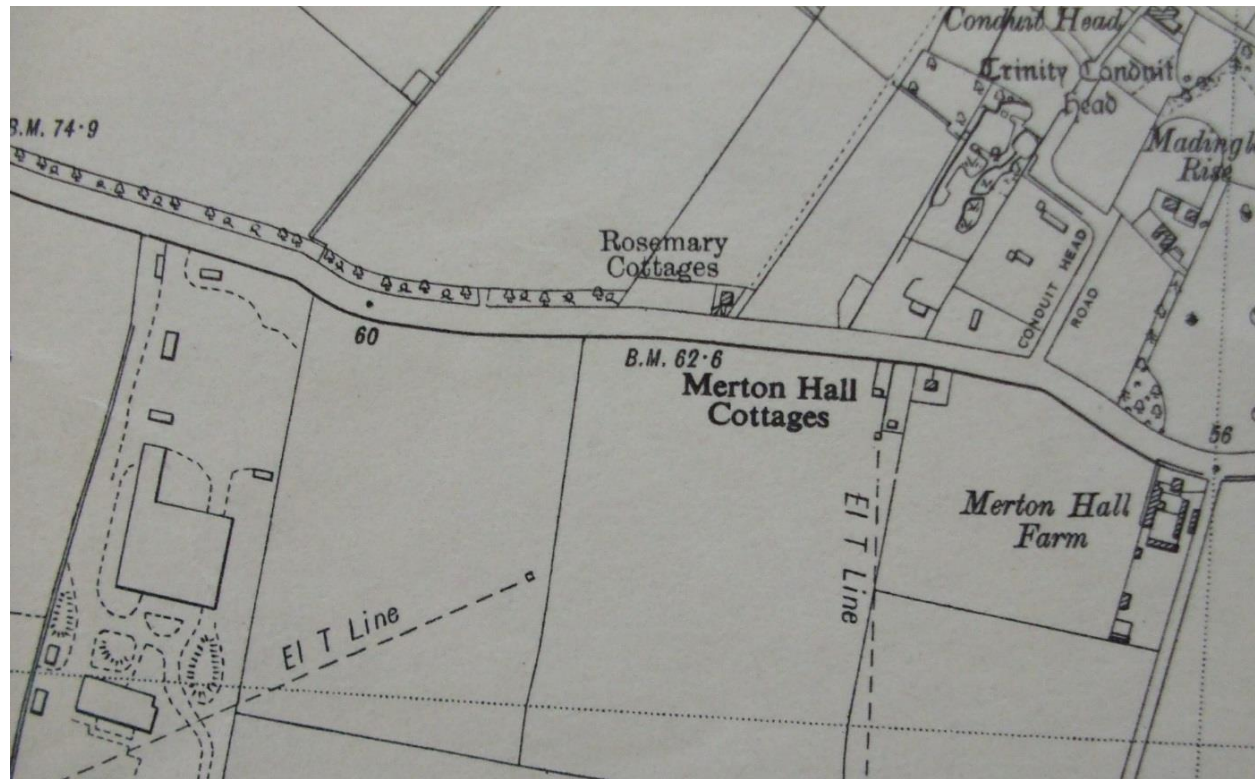 Conduit Head
Trinity Conduit
Head
B.M. 74·9
Madingl
Rise
Rosemary
Cottages
CONDUIT HEAD
ROAD
60
B.M. 62·6
Merton Hall
Cottages
56
El T Line
Merton Hall
Farm
El T Line